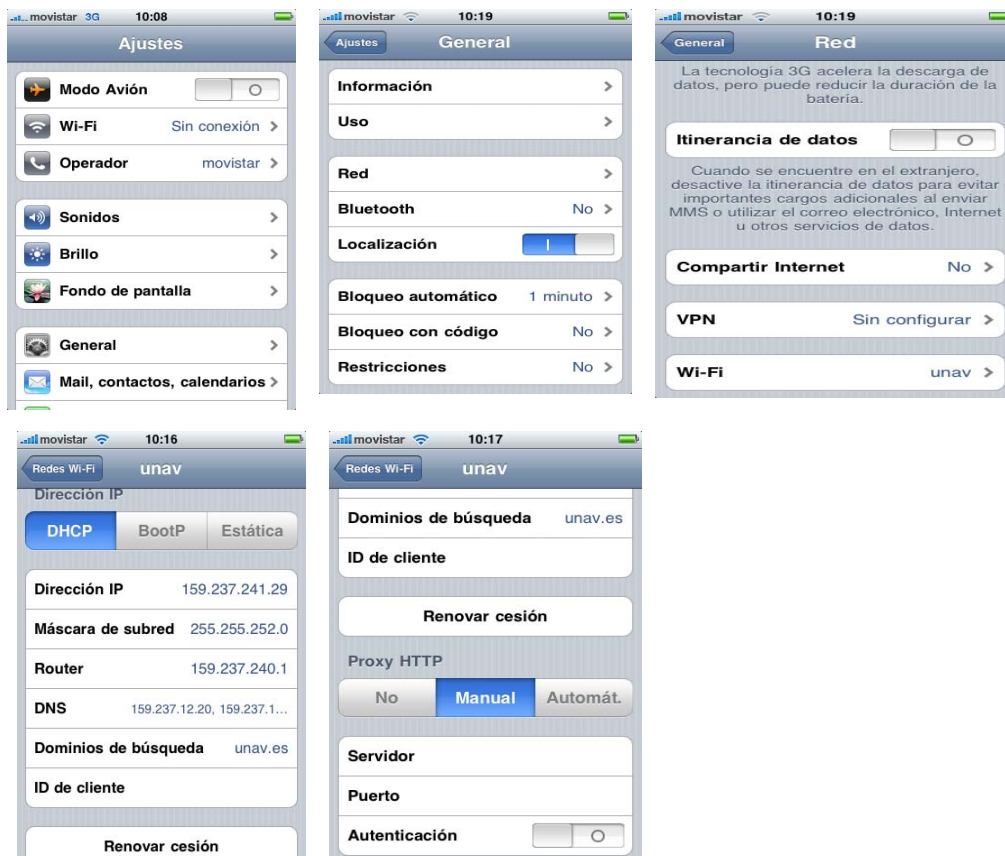 movistar 3G 10:08
Ajustes
Modo Avión
Wi-Fi Sin conexión
Operador movistar
Sonidos
Brillo
Fondo de pantalla
General
Mail, contactos, calendarios
movistar 10:19
Ajustes General
Información
Uso
Red
Bluetooth No
Localización
Bloqueo automático 1 minuto
Bloqueo con código No
Restricciones No
movistar 10:19
General Red
La tecnología 3G acelera la descarga de
datos, pero puede reducir la duración de la
batería.
Itinerancia de datos
Cuando se encuentre en el extranjero,
desactive la itinerancia de datos para evitar
importantes cargos adicionales al enviar
MMS o utilizar el correo electrónico, Internet
u otros servicios de datos.
Compartir Internet No
VPN Sin configurar
Wi-Fi unav
movistar 10:16
Redes Wi-Fi unav
Dirección IP
DHCP BootP Estática
Dirección IP 159.237.241.29
Máscara de subred 255.255.252.0
Router 159.237.240.1
DNS 159.237.12.20, 159.237.1...
Dominios de búsqueda unav.es
ID de cliente
Renovar cesión
movistar 10:17
Redes Wi-Fi unav
Dominios de búsqueda unav.es
ID de cliente
Renovar cesión
Proxy HTTP
No Manual Automát.
Servidor
Puerto
Autenticación